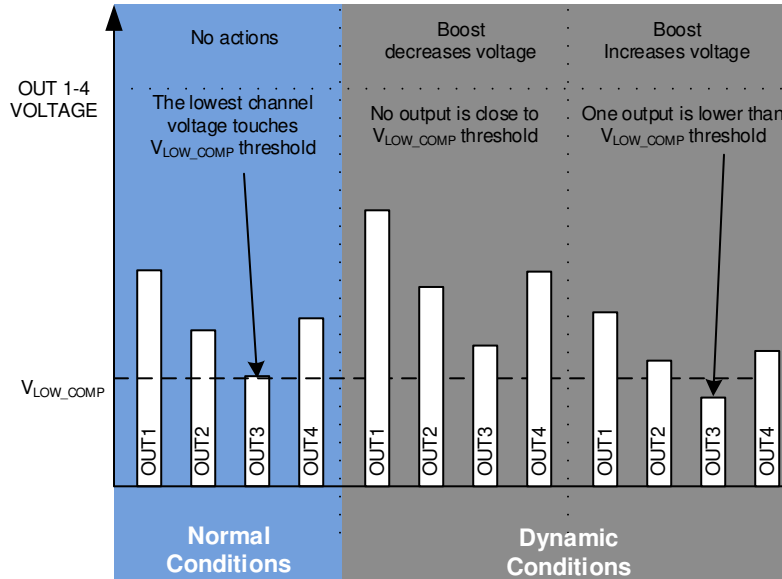 No actions
Boost
decreases voltage
Boost
Increases voltage
OUT 1-4
VOLTAGE
The lowest channel
voltage touches
VLOW_COMP threshold
No output is close to
VLOW_COMP threshold
One output is lower than
VLOW_COMP threshold
VLOW_COMP
OUT1
OUT2
OUT3
OUT4
OUT1
OUT2
OUT3
OUT4
OUT1
OUT2
OUT3
OUT4
Normal
Conditions
Dynamic
Conditions